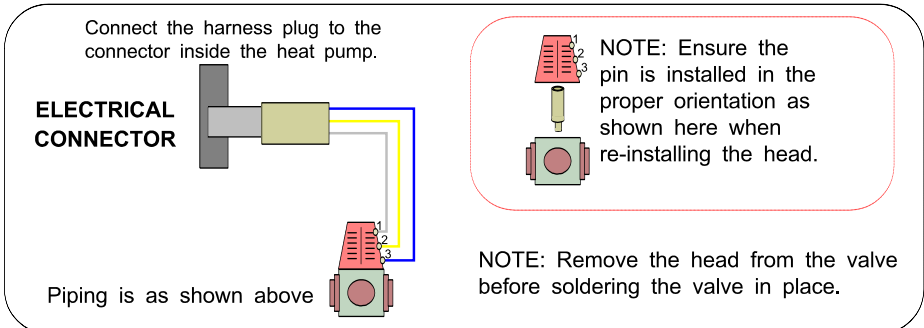 Connect the harness plug to the
connector inside the heat pump.
ELECTRICAL
CONNECTOR
1
2
3
Piping is as shown above
1
2
3
NOTE: Ensure the
pin is installed in the
proper orientation as
shown here when
re-installing the head.
NOTE: Remove the head from the valve
before soldering the valve in place.